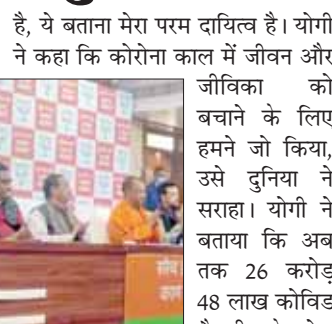 है, ये बताना मेरा परम दायित्व है। योगी
ने कहा कि कोरोना काल में जीवन और
जीविका को
बचाने के लिए
हमने जो किया,
उसे दुनिया ने
सराहा। योगी ने
बताया कि अब
तक 26 करोड़
48 लाख कोविड